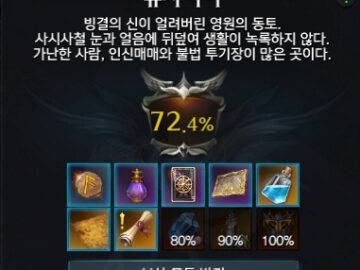 빙결의 신이 얼려버린 영원의 동토.
사시사철 눈과 얼음에 뒤덮여 생활이 녹록하지 않다.
가난한 사람, 인신매매와 불법 투기장이 많은 곳이다.
72.4%
80% 90% 100%